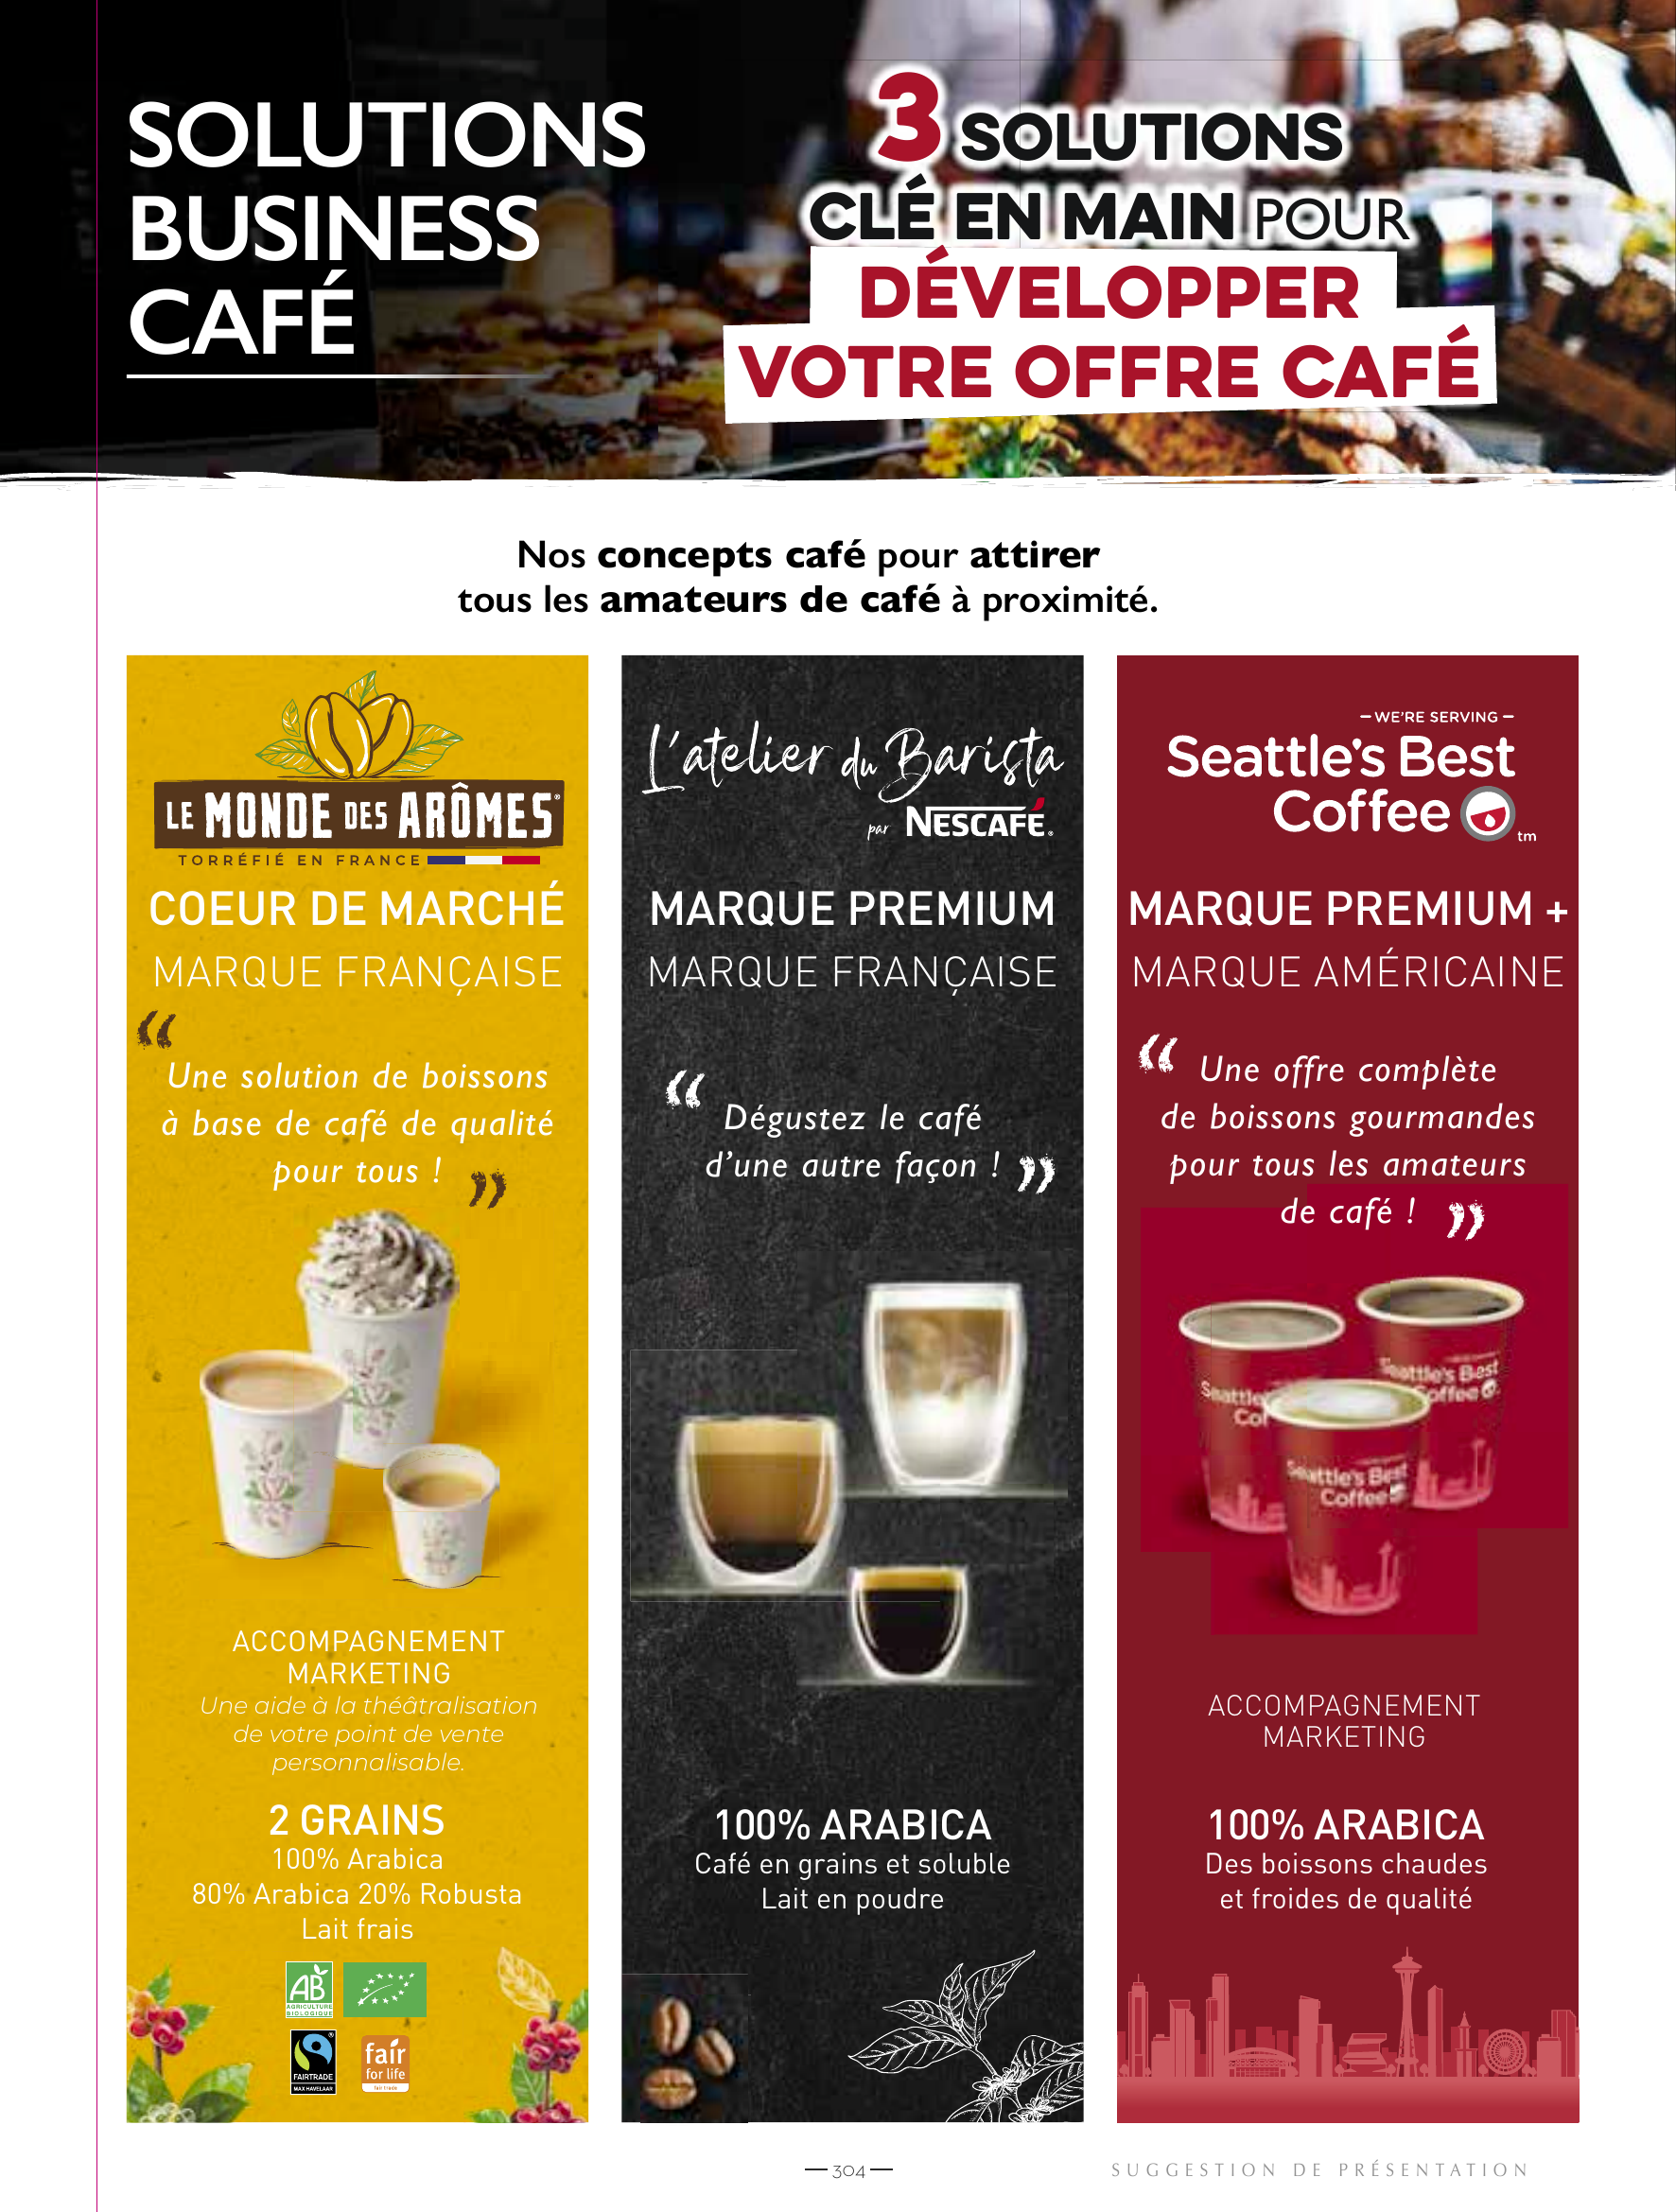 SOLUTIONS
BUSINESS
CAFÉ
3 SOLUTIONS
CLÉ EN MAIN POUR
DÉVELOPPER
VOTRE OFFRE CAFÉ
Nos concepts café pour attirer
tous les amateurs de café à proximité.
LE MONDE DES ARÔMES®
TORRÉFIÉ EN FRANCE
COEUR DE MARCHÉ
MARQUE FRANÇAISE
“
Une solution de boissons
à base de café de qualité
pour tous ! ”
ACCOMPAGNEMENT
MARKETING
Une aide à la théâtralisation
de votre point de vente
personnalisable.
2 GRAINS
100% Arabica
80% Arabica 20% Robusta
Lait frais
AB
AGRICULTURE
BIOLOGIQUE
FAIRTRADE
MAX HAVELAAR
fair
for life
fair trade
L'atelier du Barista
par NESCAFÉ®
MARQUE PREMIUM
MARQUE FRANÇAISE
“ Dégustez le café
d’une autre façon ! ”
100% ARABICA
Café en grains et soluble
Lait en poudre
WE'RE SERVING
Seattle's Best
Coffee tm
MARQUE PREMIUM +
MARQUE AMÉRICAINE
“ Une offre complète
de boissons gourmandes
pour tous les amateurs
de café ! ”
Seattle's Best
Coffee
Seattle
Cof
Seattle's Best
Coffee
ACCOMPAGNEMENT
MARKETING
100% ARABICA
Des boissons chaudes
et froides de qualité
304
SUGGESTION DE PRÉSENTATION